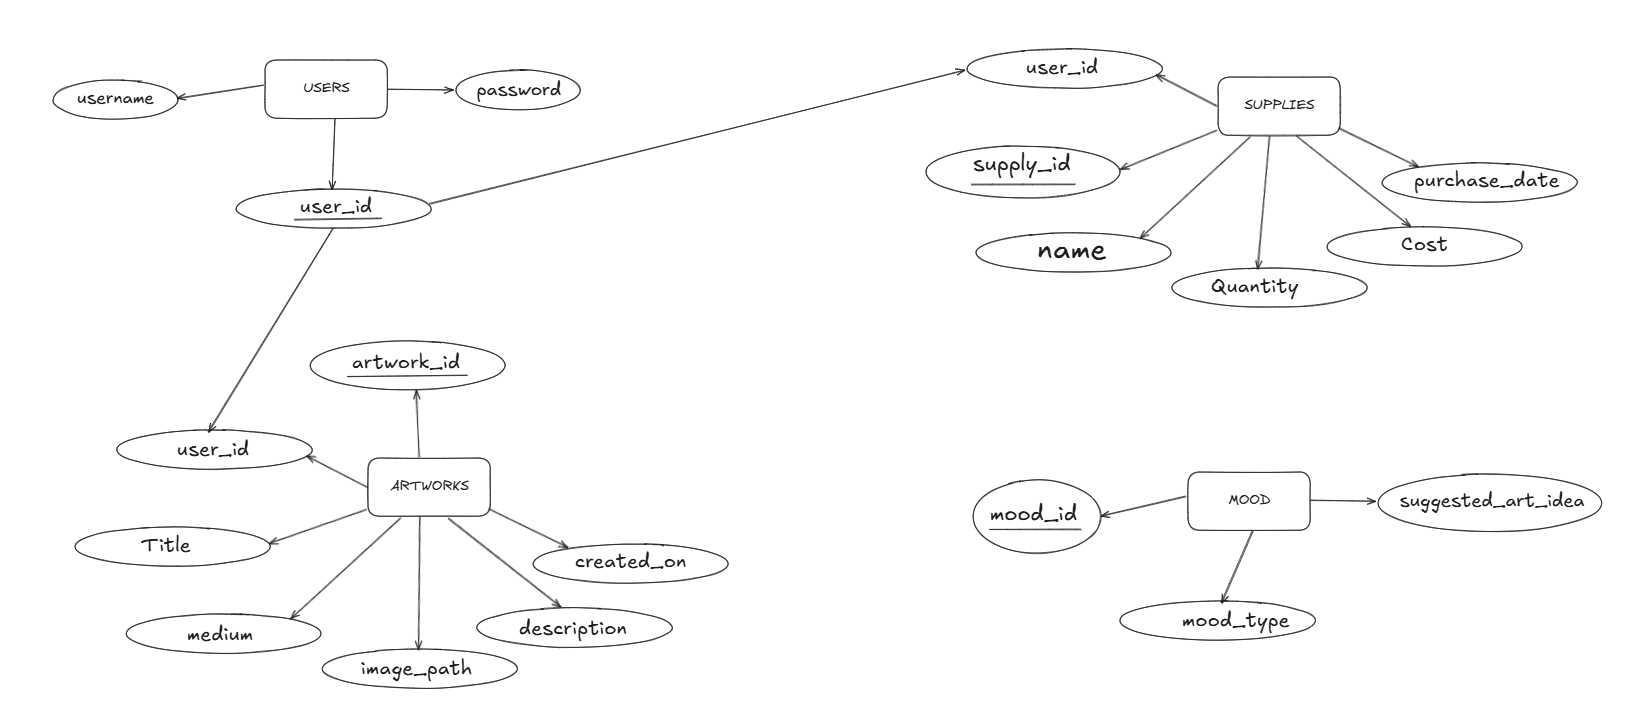 USERS
username
password
user_id
user_id
SUPPLIES
supply_id
purchase_date
name
Cost
Quantity
artwork_id
user_id
ARTWORKS
Title
created_on
medium
description
image_path
MOOD
mood_id
suggested_art_idea
mood_type